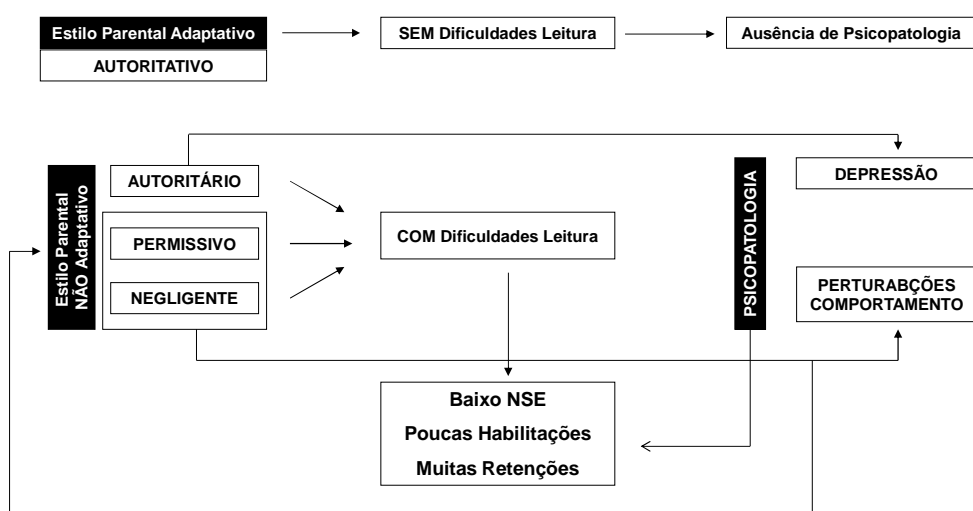 Estilo Parental Adaptativo
AUTORITATIVO
SEM Dificuldades Leitura
Ausência de Psicopatologia
Estilo Parental
NÃO Adaptativo
AUTORITÁRIO
PERMISSIVO
NEGLIGENTE
COM Dificuldades Leitura
PSICOPATOLOGIA
DEPRESSÃO
PERTURABÇÕES
COMPORTAMENTO
Baixo NSE
Poucas Habilitações
Muitas Retenções